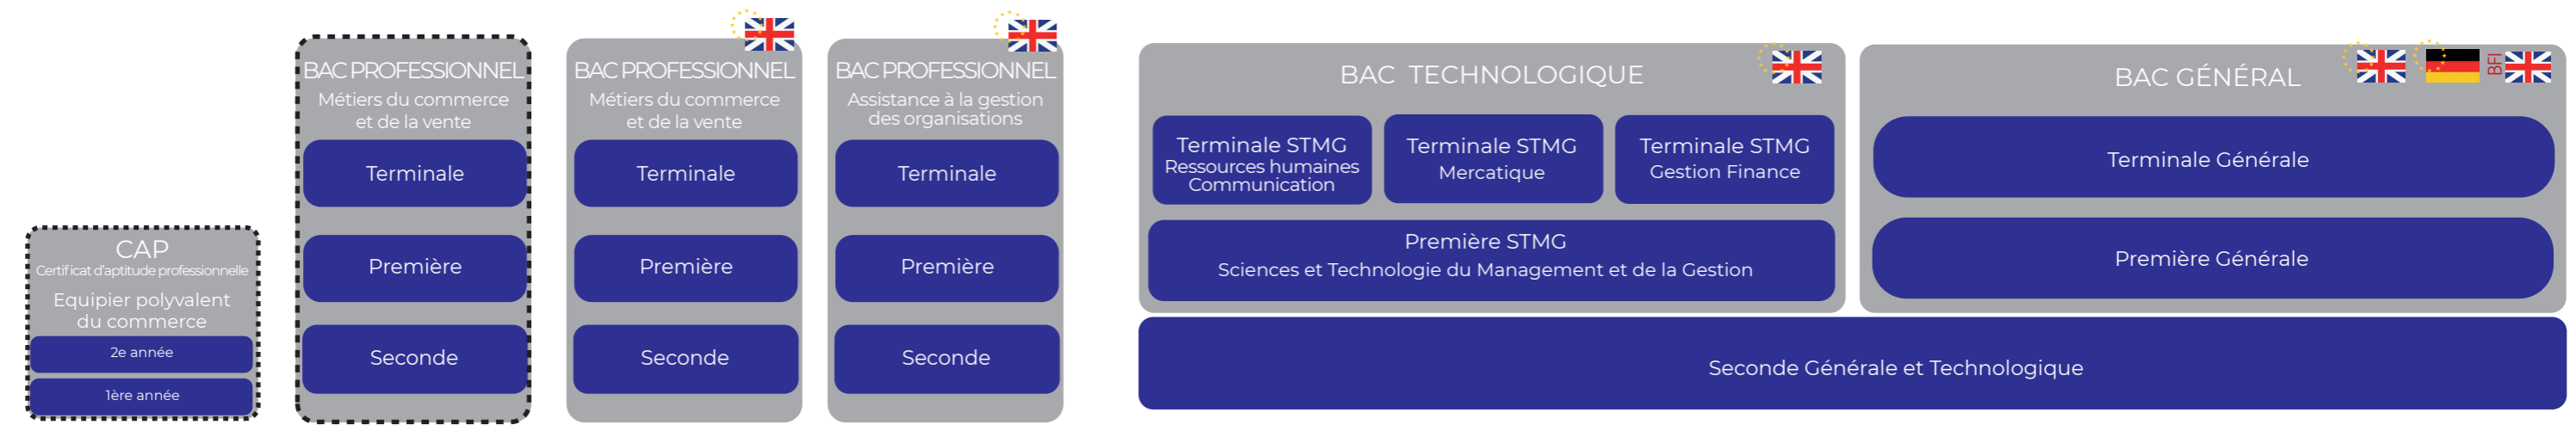 CAP
Certificat d'aptitude professionnelle
Equipier polyvalent
du commerce
2e année
1ère année
BAC PROFESSIONNEL
Métiers du commerce
et de la vente
Terminale
Première
Seconde
BAC PROFESSIONNEL
Métiers du commerce
et de la vente
Terminale
Première
Seconde
BAC PROFESSIONNEL
Assistance à la gestion
des organisations
Terminale
Première
Seconde
BAC TECHNOLOGIQUE
Terminale STMG
Ressources humaines
Communication
Terminale STMG
Mercatique
Terminale STMG
Gestion Finance
Première STMG
Sciences et Technologie du Management et de la Gestion
BAC GÉNÉRAL
BFI
Terminale Générale
Première Générale
Seconde Générale et Technologique